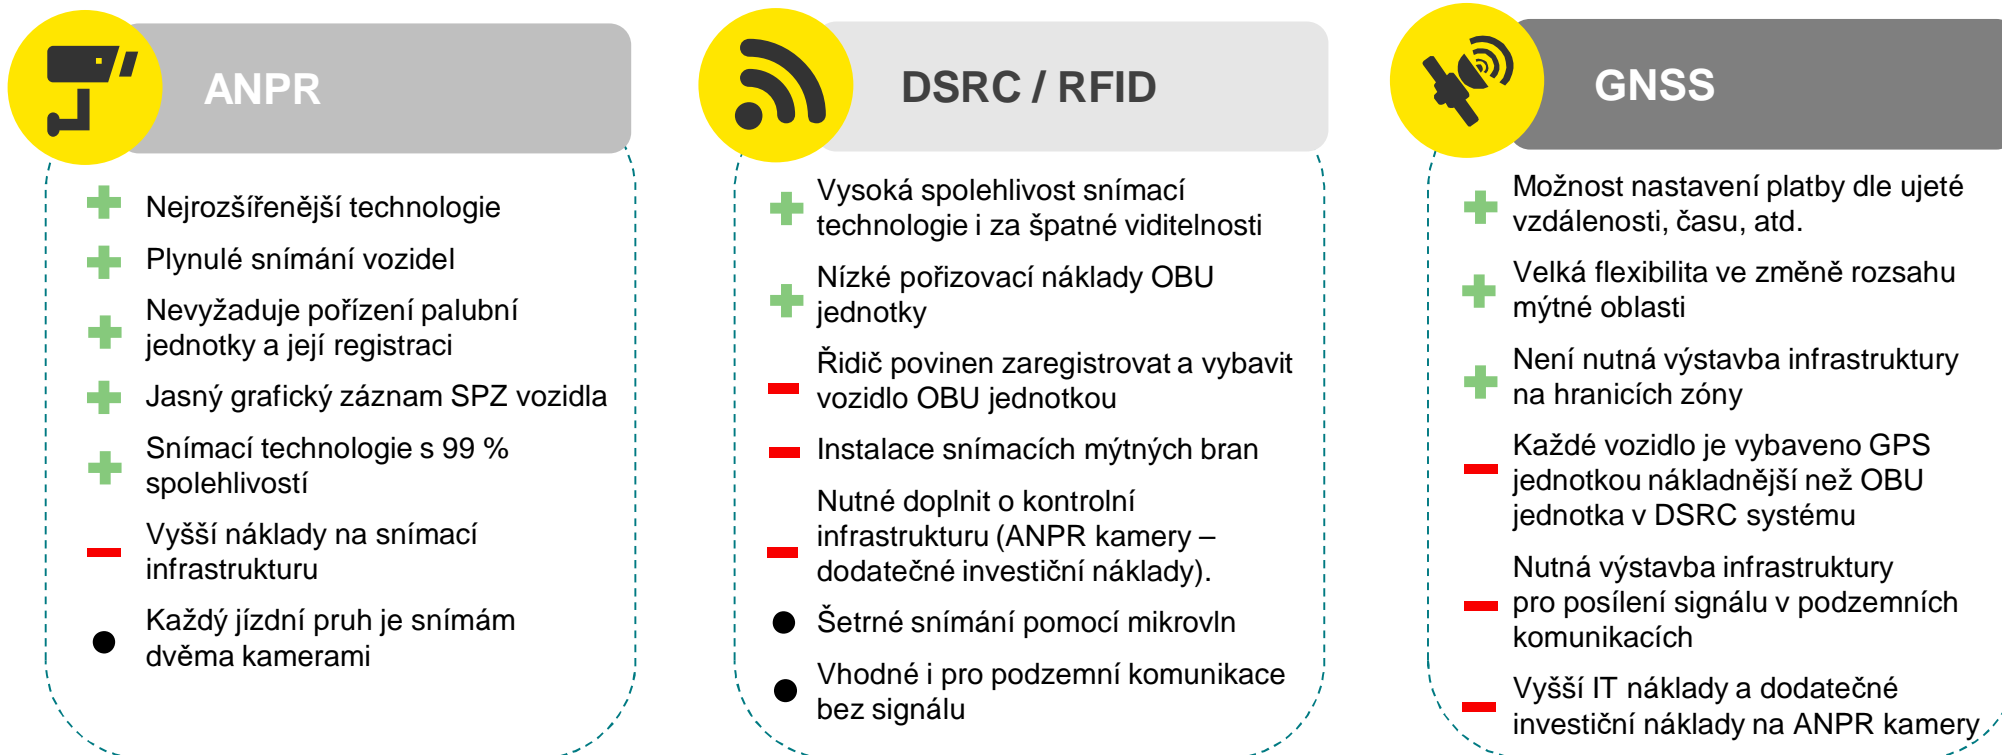 ANPR
Nejrozšířenější technologie
Plynulé snímání vozidel
Nevyžaduje pořízení palubní
jednotky a její registraci
Jasný grafický záznam SPZ vozidla
Snímací technologie s 99 %
spolehlivostí
Vyšší náklady na snímací
infrastrukturu
Každý jízdní pruh je snímám
dvěma kamerami
DSRC / RFID
Vysoká spolehlivost snímací
technologie i za špatné viditelnosti
Nízké pořizovací náklady OBU
jednotky
Řidič povinen zaregistrovat a vybavit
vozidlo OBU jednotkou
Instalace snímacích mýtných bran
Nutné doplnit o kontrolní
infrastrukturu (ANPR kamery –
dodatečné investiční náklady).
Šetrné snímání pomocí mikrovln
Vhodné i pro podzemní komunikace
bez signálu
GNSS
Možnost nastavení platby dle ujeté
vzdálenosti, času, atd.
Velká flexibilita ve změně rozsahu
mýtné oblasti
Není nutná výstavba infrastruktury
na hranicích zóny
Každé vozidlo je vybaveno GPS
jednotkou nákladnější než OBU
jednotka v DSRC systému
Nutná výstavba infrastruktury
pro posílení signálu v podzemních
komunikacích
Vyšší IT náklady a dodatečné
investiční náklady na ANPR kamery